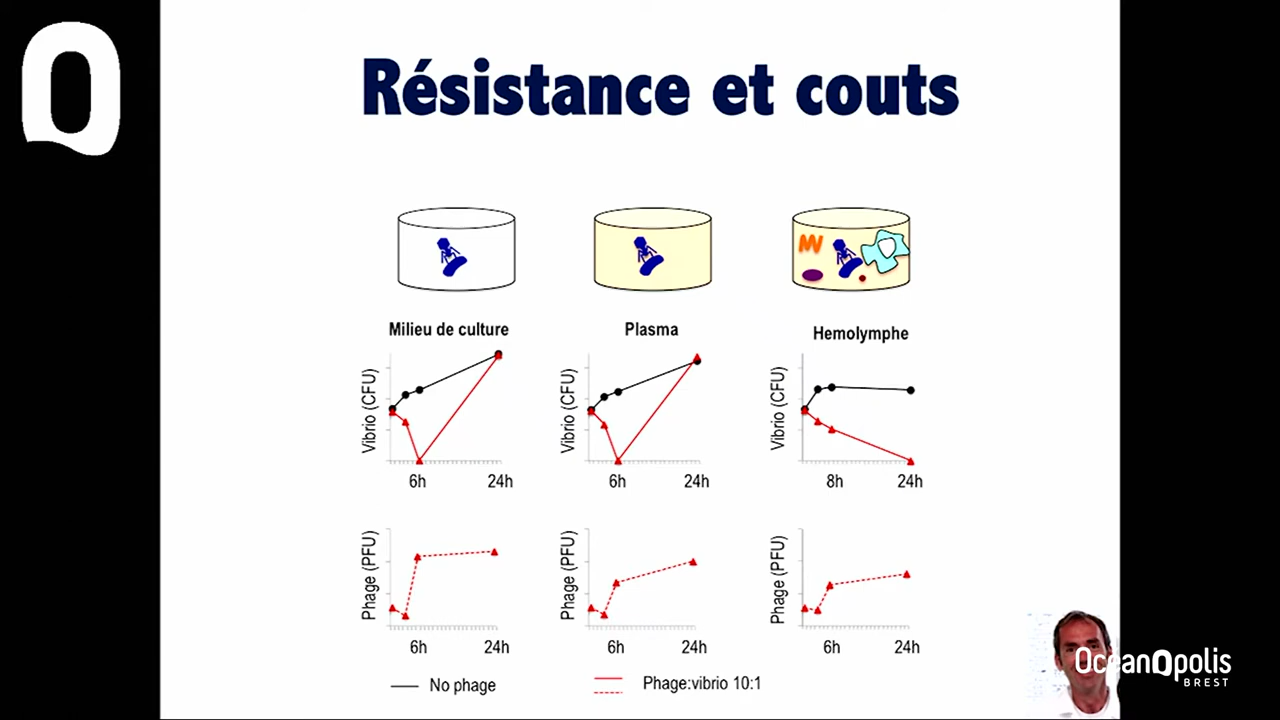 Résistance et couts
Milieu de culture
Plasma
Hemolymphe
Vibrio (CFU)
6h
24h
Vibrio (CFU)
6h
24h
Vibrio (CFU)
8h
24h
Phage (PFU)
6h
24h
Phage (PFU)
6h
24h
Phage (PFU)
6h
24h
No phage
Phage:vibrio 10:1
OceanOpolis
BREST